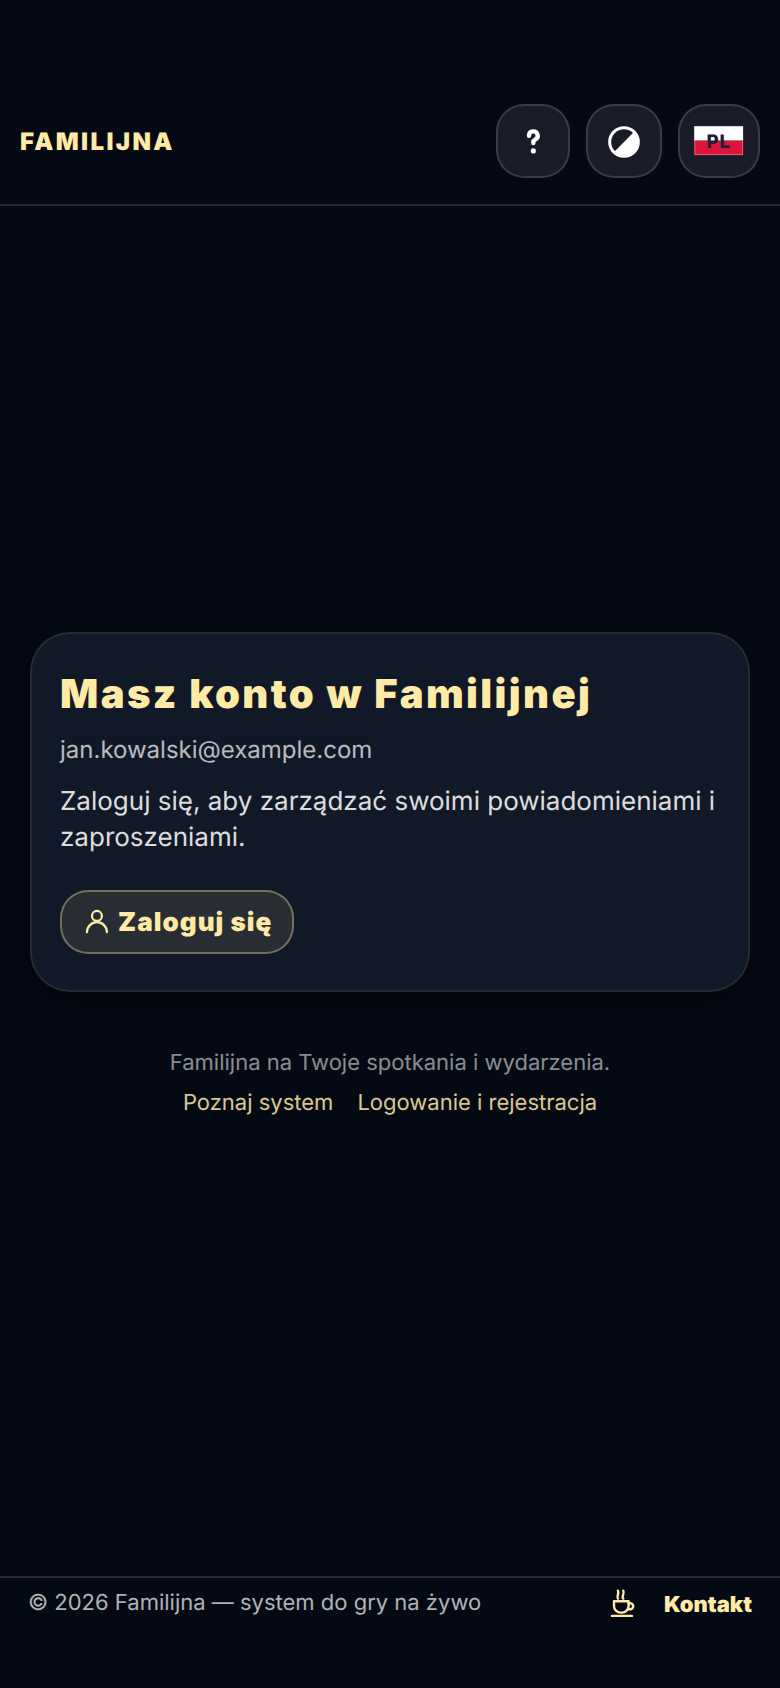 FAMILIJNA
?
PL
Masz konto w Familijnej
jan.kowalski@example.com
Zaloguj się, aby zarządzać swoimi powiadomieniami i
zaproszeniami.
Zaloguj się
Familijna na Twoje spotkania i wydarzenia.
Poznaj system Logowanie i rejestracja
© 2026 Familijna — system do gry na żywo
Kontakt